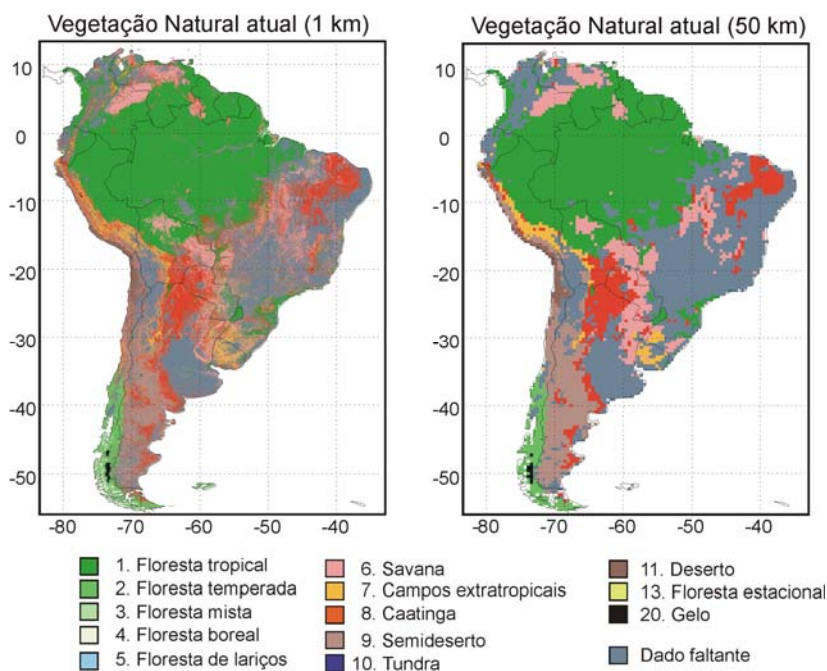 Vegetação Natural atual (1 km)
Vegetação Natural atual (50 km)
10
0
-10
-20
-30
-40
-50
-80 -70 -60 -50 -40
10
0
-10
-20
-30
-40
-50
-80 -70 -60 -50 -40
1. Floresta tropical
2. Floresta temperada
3. Floresta mista
4. Floresta boreal
5. Floresta de lariços
6. Savana
7. Campos extratropicais
8. Caatinga
9. Semideserto
10. Tundra
11. Deserto
13. Floresta estacional
20. Gelo
Dado faltante